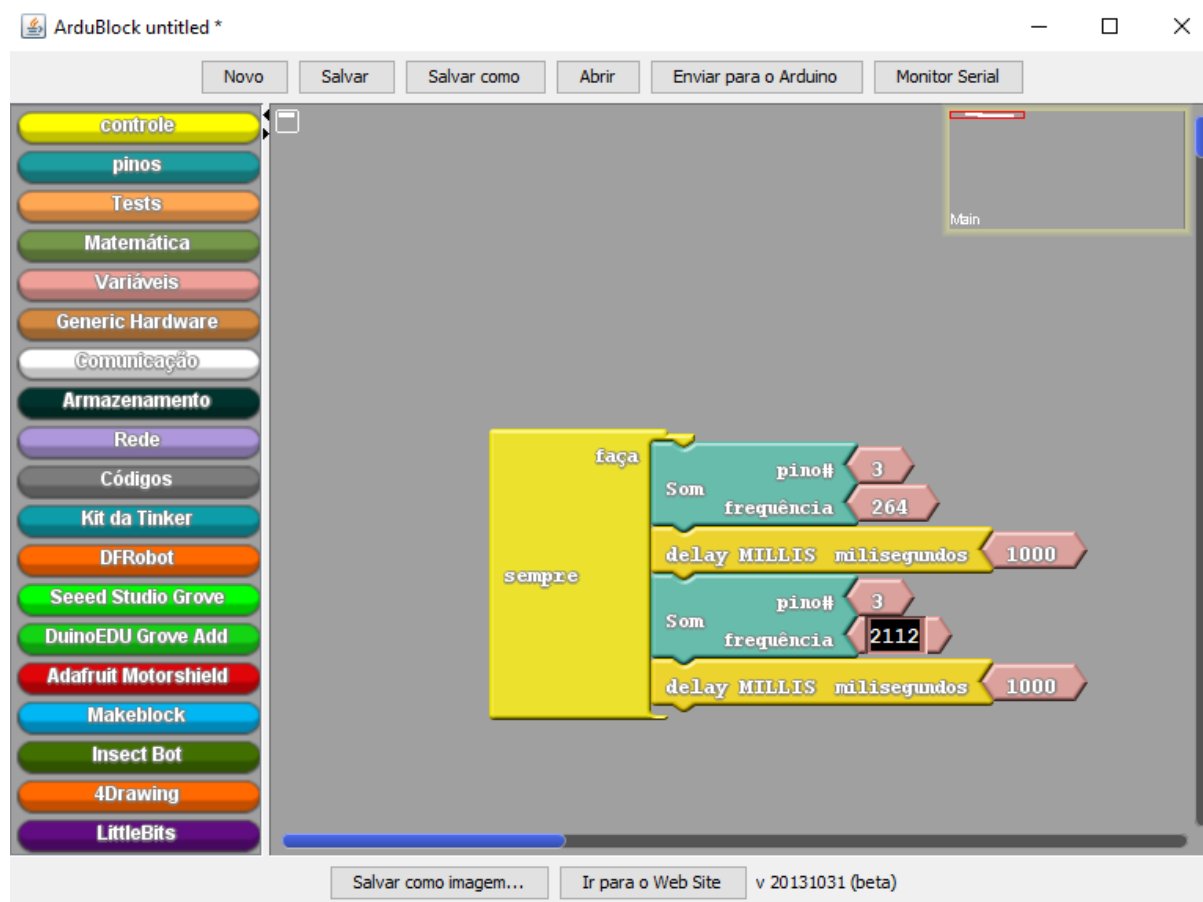 ArduBlock untitled *
Novo Salvar Salvar como Abrir Enviar para o Arduino Monitor Serial
controle
pinos
Tests
Matemática
Variáveis
Generic Hardware
Comunicação
Armazenamento
Rede
Códigos
Kit da Tinker
DFRobot
Seeed Studio Grove
DuinoEDU Grove Add
Adafruit Motorshield
Makeblock
Insect Bot
4Drawing
LittleBits
Main
sempre
faça
Som
pino# 3
frequência 264
delay MILLIS milisegundos 1000
Som
pino# 3
frequência 2112
delay MILLIS milisegundos 1000
Salvar como imagem... Ir para o Web Site v 20131031 (beta)